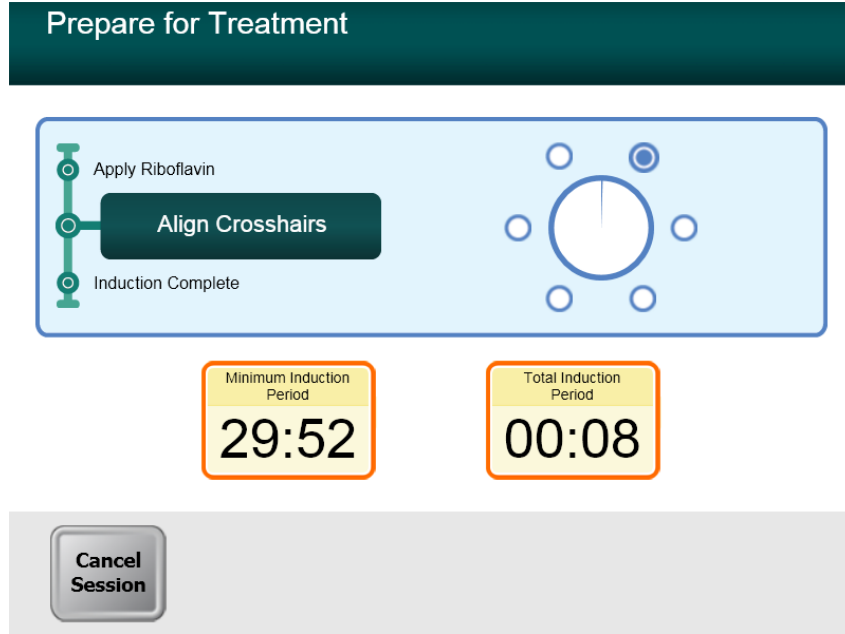 Prepare for Treatment
Apply Riboflavin
Align Crosshairs
Induction Complete
Minimum Induction
Period
29:52
Total Induction
Period
00:08
Cancel
Session